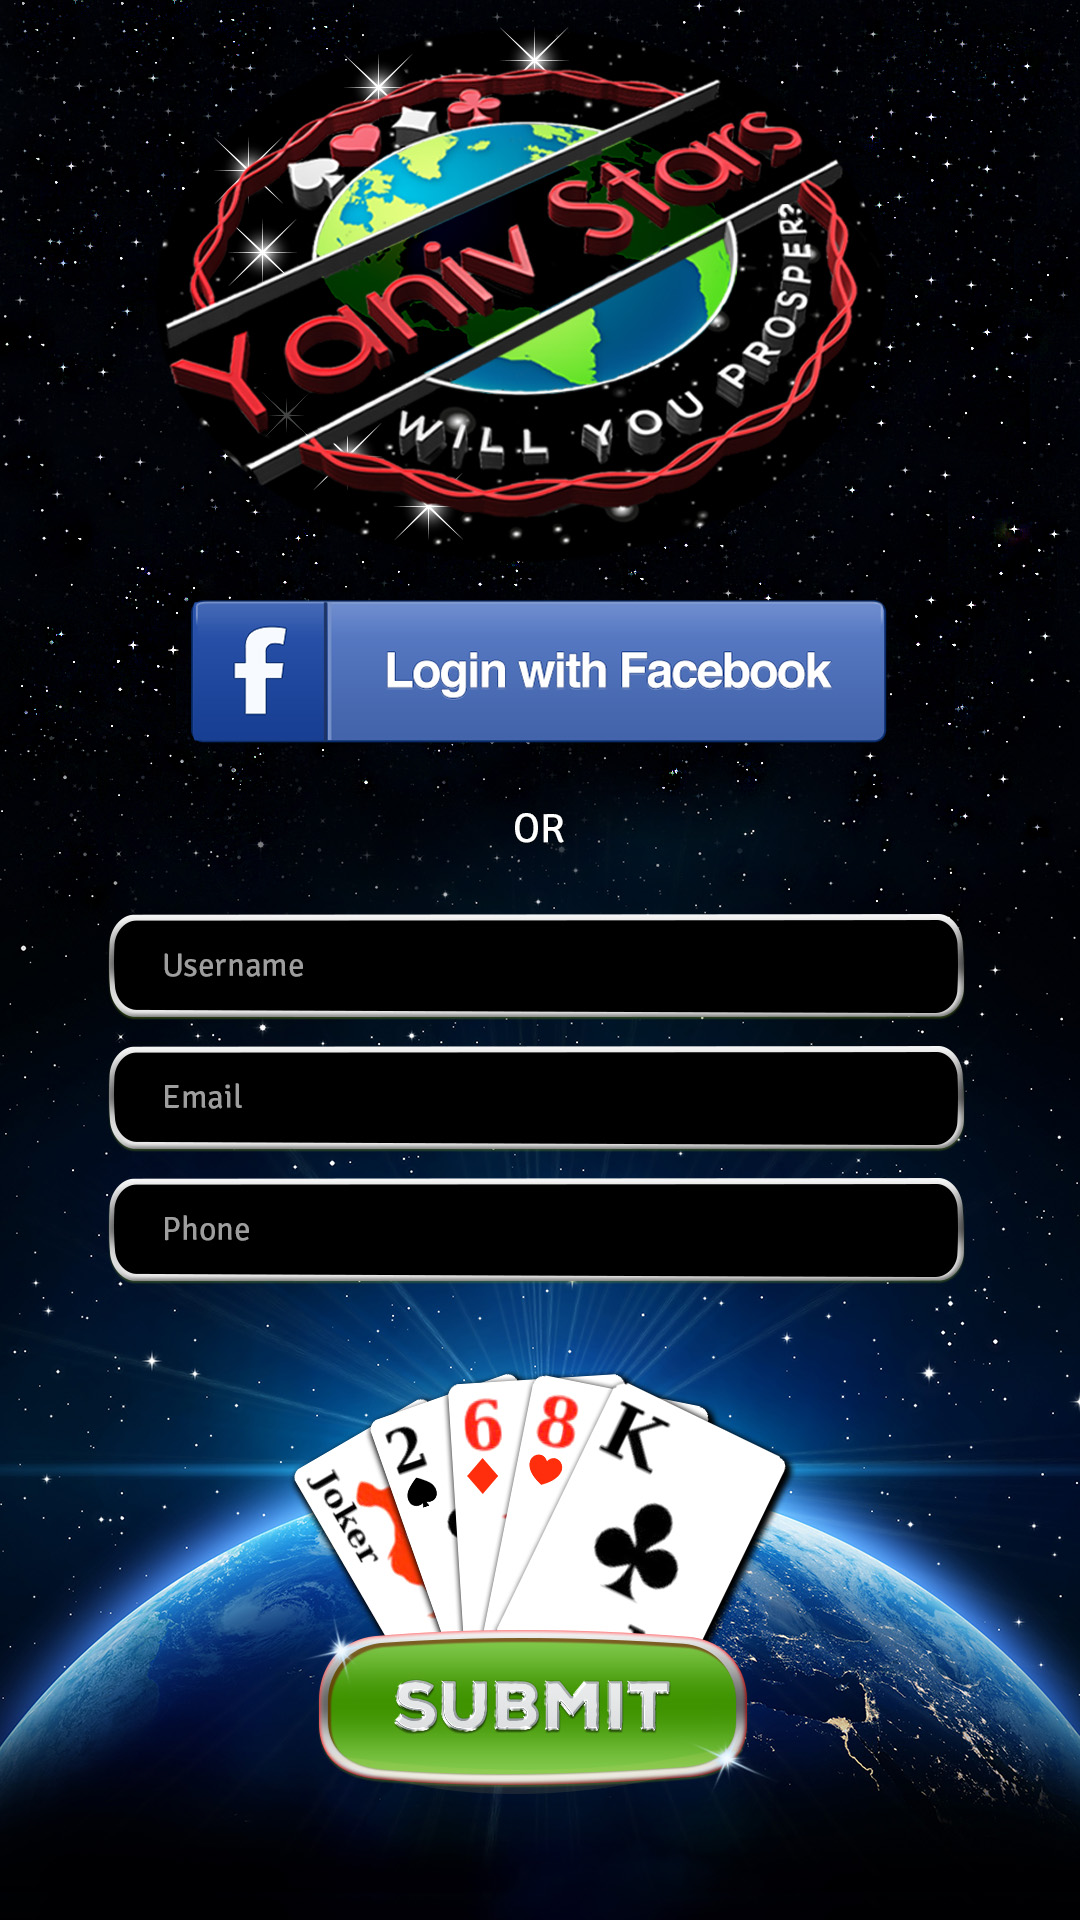 Yaniv Stars
WILL YOU PROSPER?
f
Login with Facebook
OR
Username
Email
Phone
Joker
2
6
8
K
SUBMIT